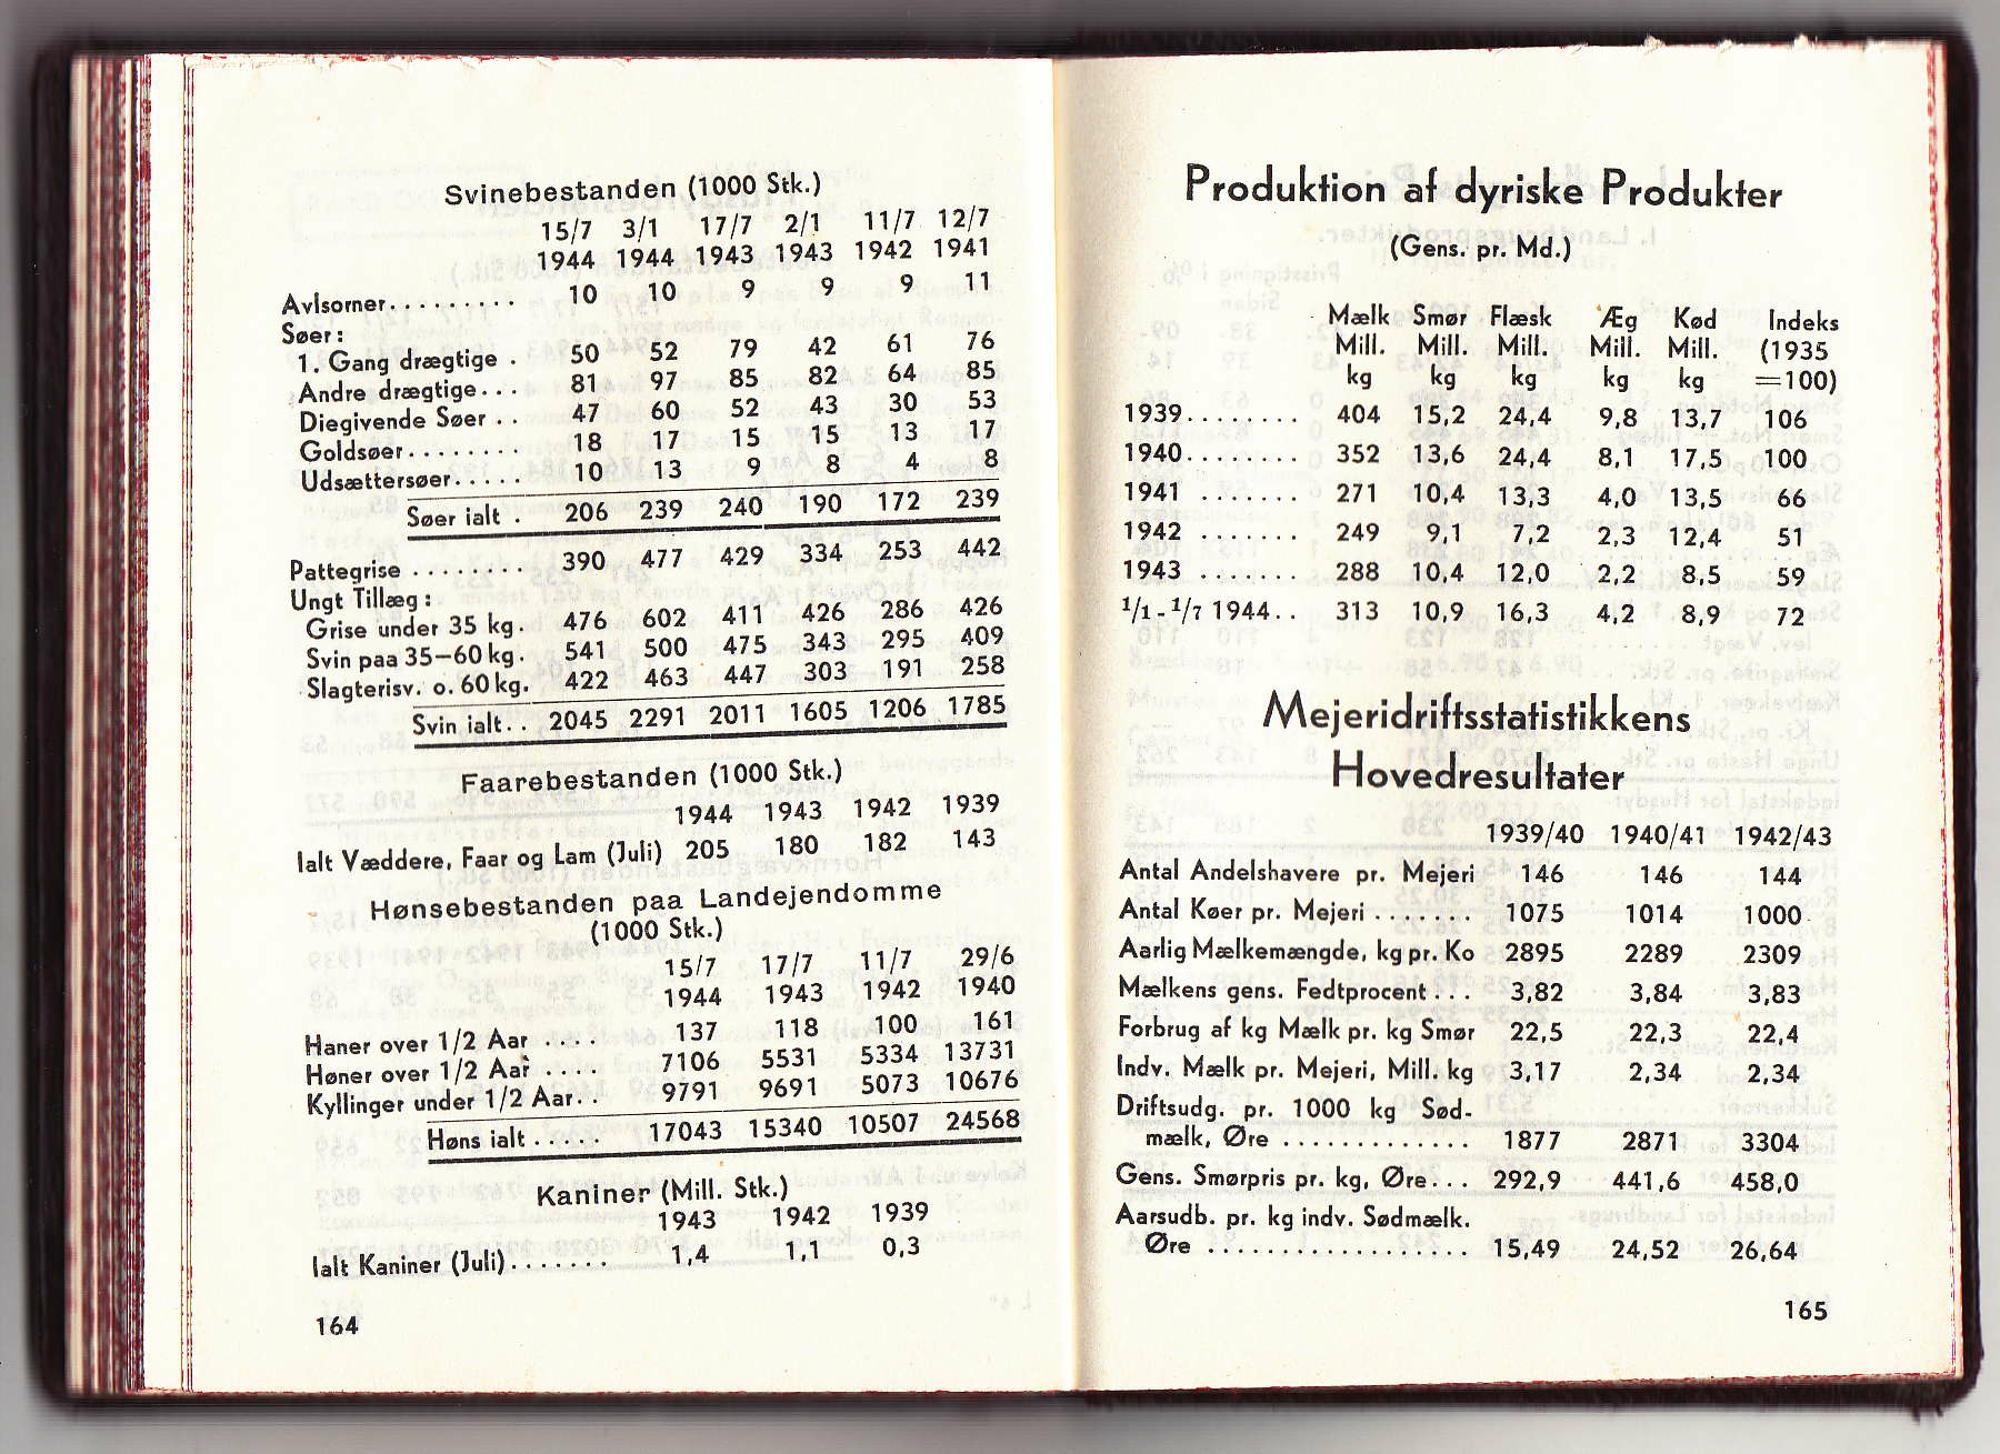 Svinebestanden (1000 Stk.)
15/7 3/1 17/7 2/1 11/7 12/7
1944 1944 1943 1943 1942 1941
Avlsorner......... 10 10 9 9 9 11
Søer:
1. Gang drægtige . 50 52 79 42 61 76
Andre drægtige... 81 97 85 82 64 85
Diegivende Søer .. 47 60 52 43 30 53
Goldsøer........ 18 17 15 15 13 17
Udsættersøer..... 10 13 9 8 4 8
Søer ialt . 206 239 240 190 172 239
Pattegrise ........ 390 477 429 334 253 442
Ungt Tillæg:
Grise under 35 kg. 476 602 411 426 286 426
Svin paa 35—60 kg. 541 500 475 343 295 409
Slagterisv. o. 60 kg. 422 463 447 303 191 258
Svin ialt.. 2045 2291 2011 1605 1206 1785
Faarebestanden (1000 Stk.)
1944 1943 1942 1939
Ialt Væddere, Faar og Lam (Juli) 205 180 182 143
Hønsebestanden paa Landejendomme
(1000 Stk.)
15/7 17/7 11/7 29/6
1944 1943 1942 1940
Haner over 1/2 Aar .... 137 118 100 161
Høner over 1/2 Aar ..... 7106 5531 5334 13731
Kyllinger under 1/2 Aar.. 9791 9691 5073 10676
Høns ialt ..... 17043 15340 10507 24568
Kaniner (Mill. Stk.)
1943 1942 1939
Ialt Kaniner (Juli)....... 1,4 1,1 0,3
164
Produktion af dyriske Produkter
(Gens. pr. Md.)
Mælk Smør Flæsk Æg Kød Indeks
Mill. Mill. Mill. Mill. Mill. (1935
kg kg kg kg kg =100)
1939........ 404 15,2 24,4 9,8 13,7 106
1940........ 352 13,6 24,4 8,1 17,5 100
1941 ....... 271 10,4 13,3 4,0 13,5 66
1942 ....... 249 9,1 7,2 2,3 12,4 51
1943 ....... 288 10,4 12,0 2,2 8,5 59
1/1-1/7 1944.. 313 10,9 16,3 4,2 8,9 72
Mejeridriftsstatistikkens
Hovedresultater
1939/40 1940/41 1942/43
Antal Andelshavere pr. Mejeri 146 146 144
Antal Køer pr. Mejeri ....... 1075 1014 1000
Aarlig Mælkemængde, kg pr. Ko 2895 2289 2309
Mælkens gens. Fedtprocent ... 3,82 3,84 3,83
Forbrug af kg Mælk pr. kg Smør 22,5 22,3 22,4
Indv. Mælk pr. Mejeri, Mill. kg 3,17 2,34 2,34
Driftsudg. pr. 1000 kg Sød-
mælk, Øre ............. 1877 2871 3304
Gens. Smørpris pr. kg, Øre... 292,9 441,6 458,0
Aarsudb. pr. kg indv. Sødmælk.
Øre .................. 15,49 24,52 26,64
165